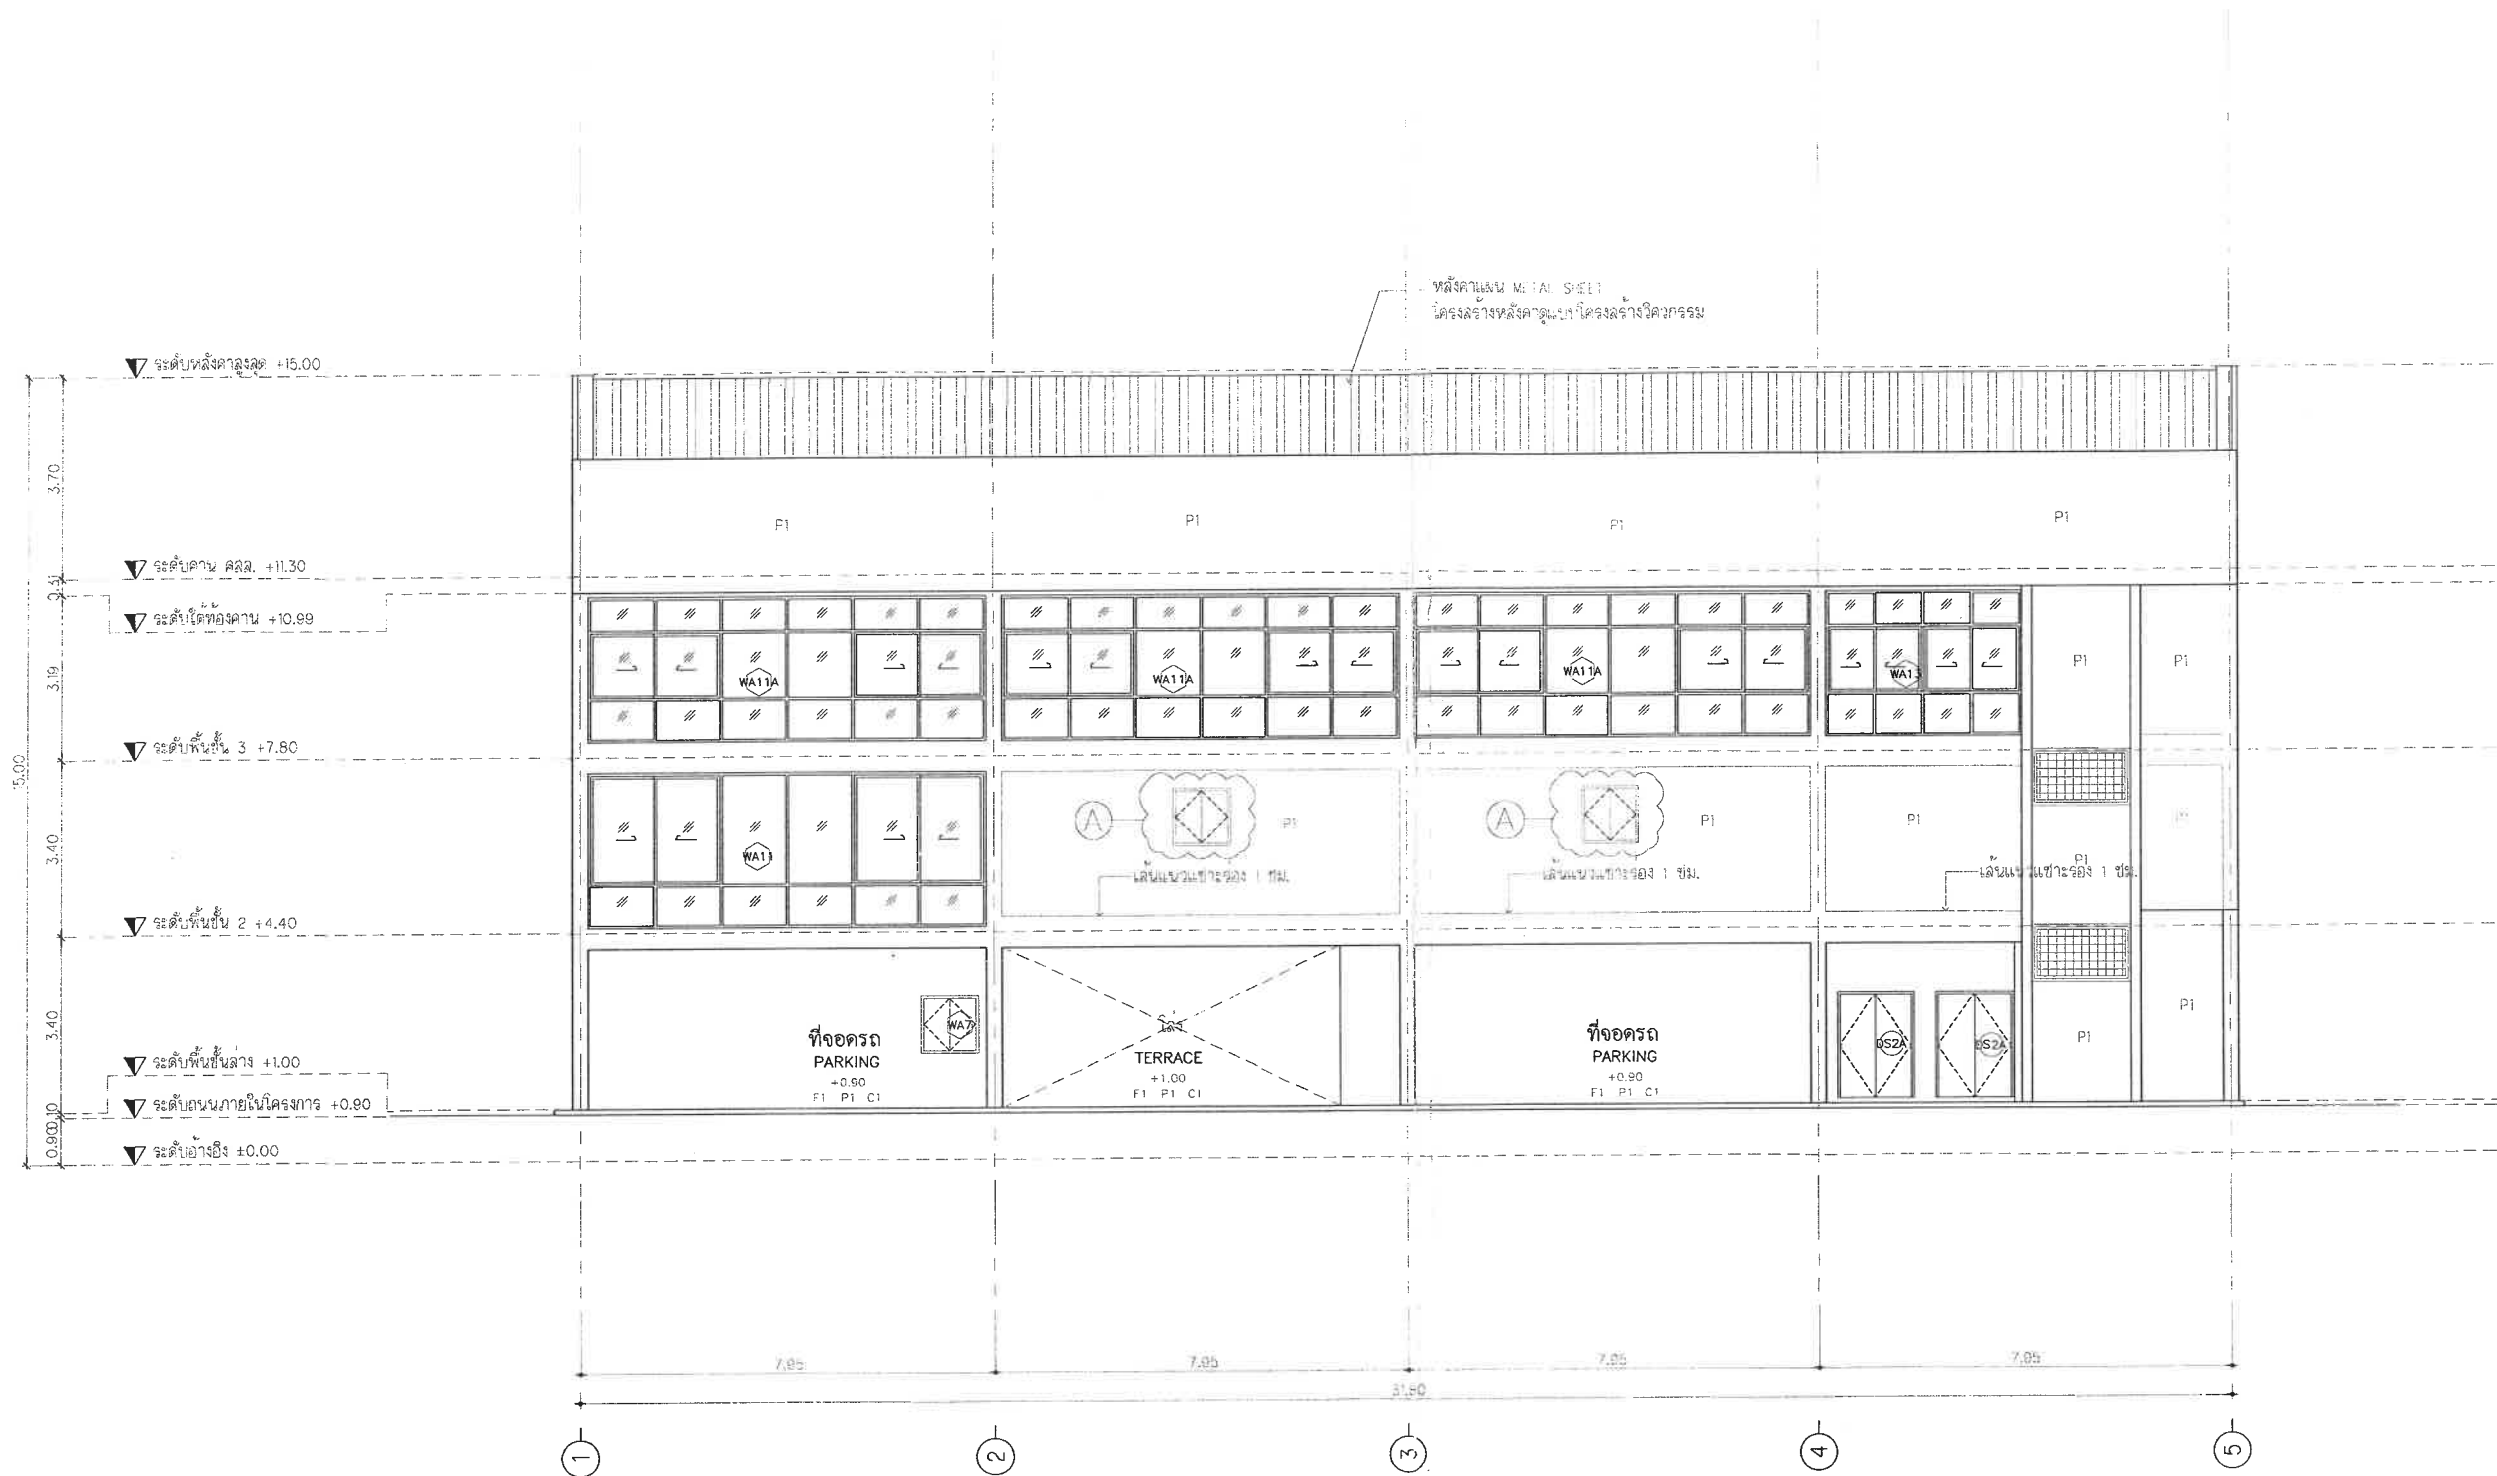 หลังคาแผ่น METAL SHEET
โครงสร้างหลังคาดูแบบโครงสร้างวิศวกรรม
ระดับหลังคาสูงสุด +15.00
3.70
P1 P1 P1 P1
ระดับคาน คสล. +11.30
ระดับใต้ท้องคาน +10.99
3.19
WA11A WA11A WA11A WA13 P1 P1
ระดับพื้นชั้น 3 +7.80
15.00
3.40
WA11 A P1 A P1 P1 P1
เส้นแนวเซาะร่อง 1 ซม. เส้นแนวเซาะร่อง 1 ซม. เส้นแนวเซาะร่อง 1 ซม.
ระดับพื้นชั้น 2 +4.40
3.40
P1
WA7 โล่ง DS2A DS2A P1
ที่จอดรถ TERRACE ที่จอดรถ
PARKING +1.00 PARKING
+0.90 F1 P1 C1 +0.90
F1 P1 C1 F1 P1 C1
ระดับพื้นชั้นล่าง +1.00
ระดับถนนภายในโครงการ +0.90
0.90
ระดับอ้างอิง ±0.00
7.95 7.95 7.95 7.95
31.80
1 2 3 4 5